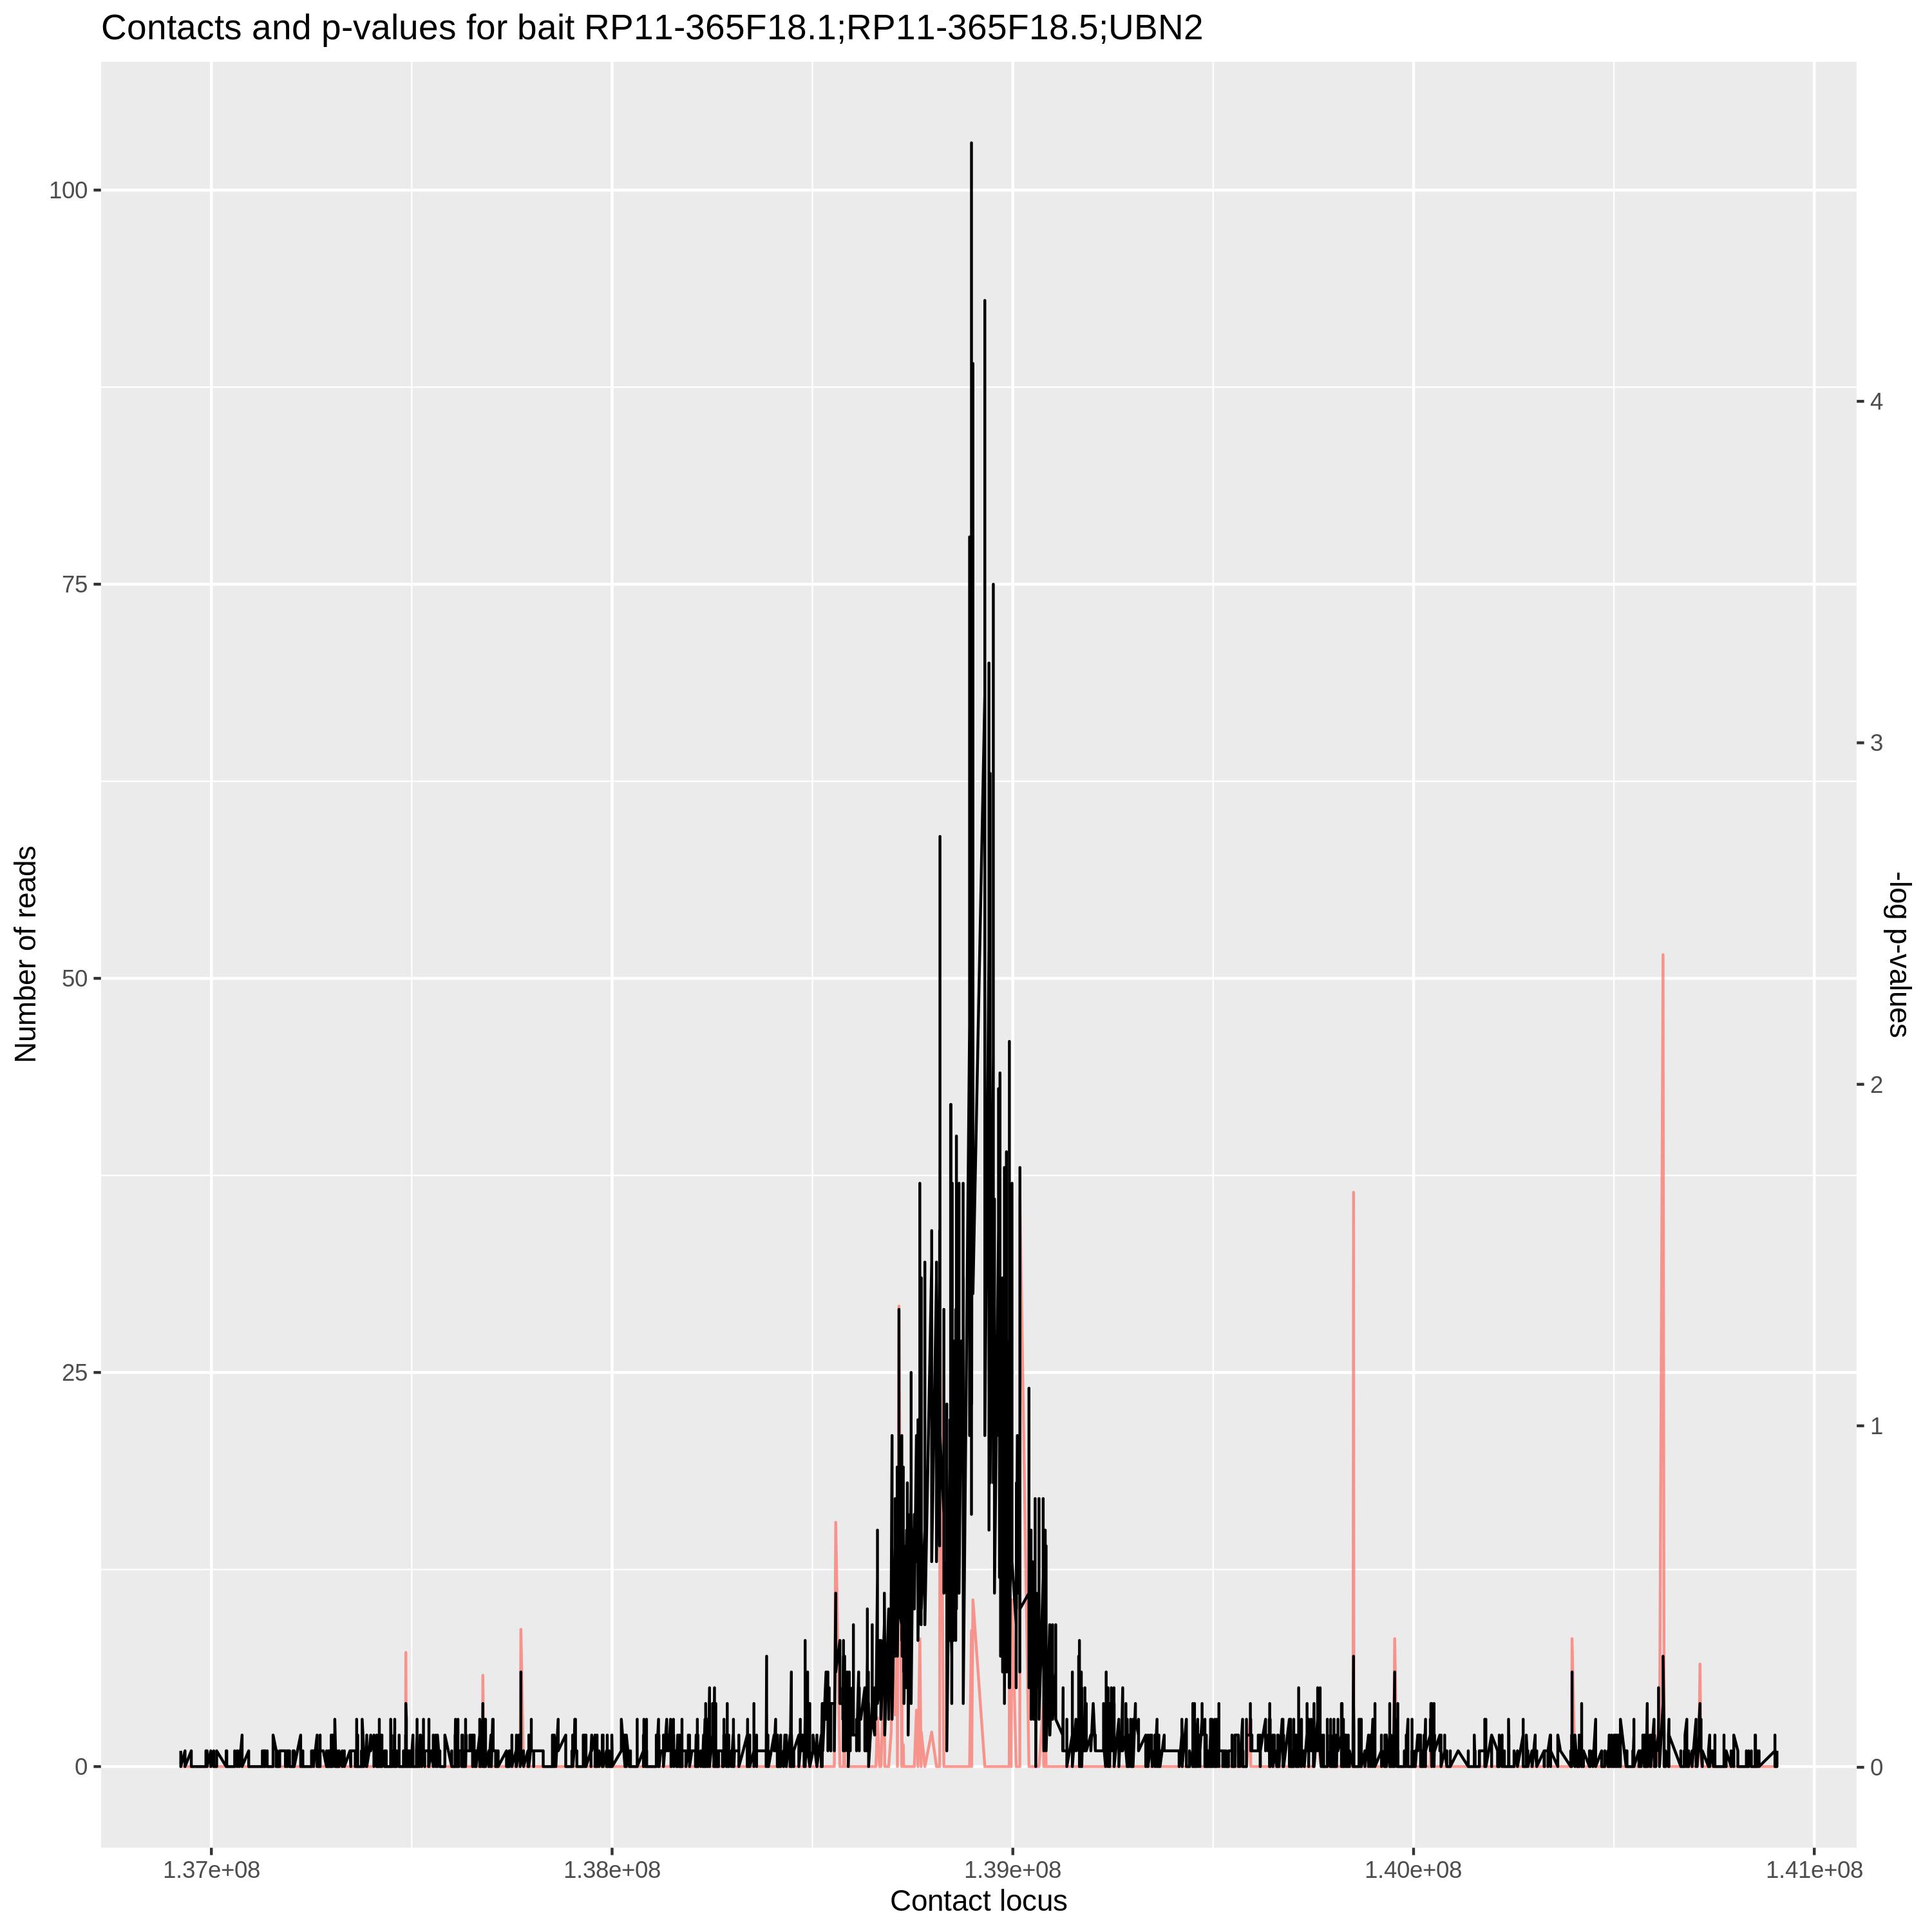 Contacts and p-values for bait RP11-365F18.1;RP11-365F18.5;UBN2
100
75
50
25
0
Number of reads
4
3
2
1
0
-log p-values
1.37e+08 1.38e+08 1.39e+08 1.40e+08 1.41e+08
Contact locus